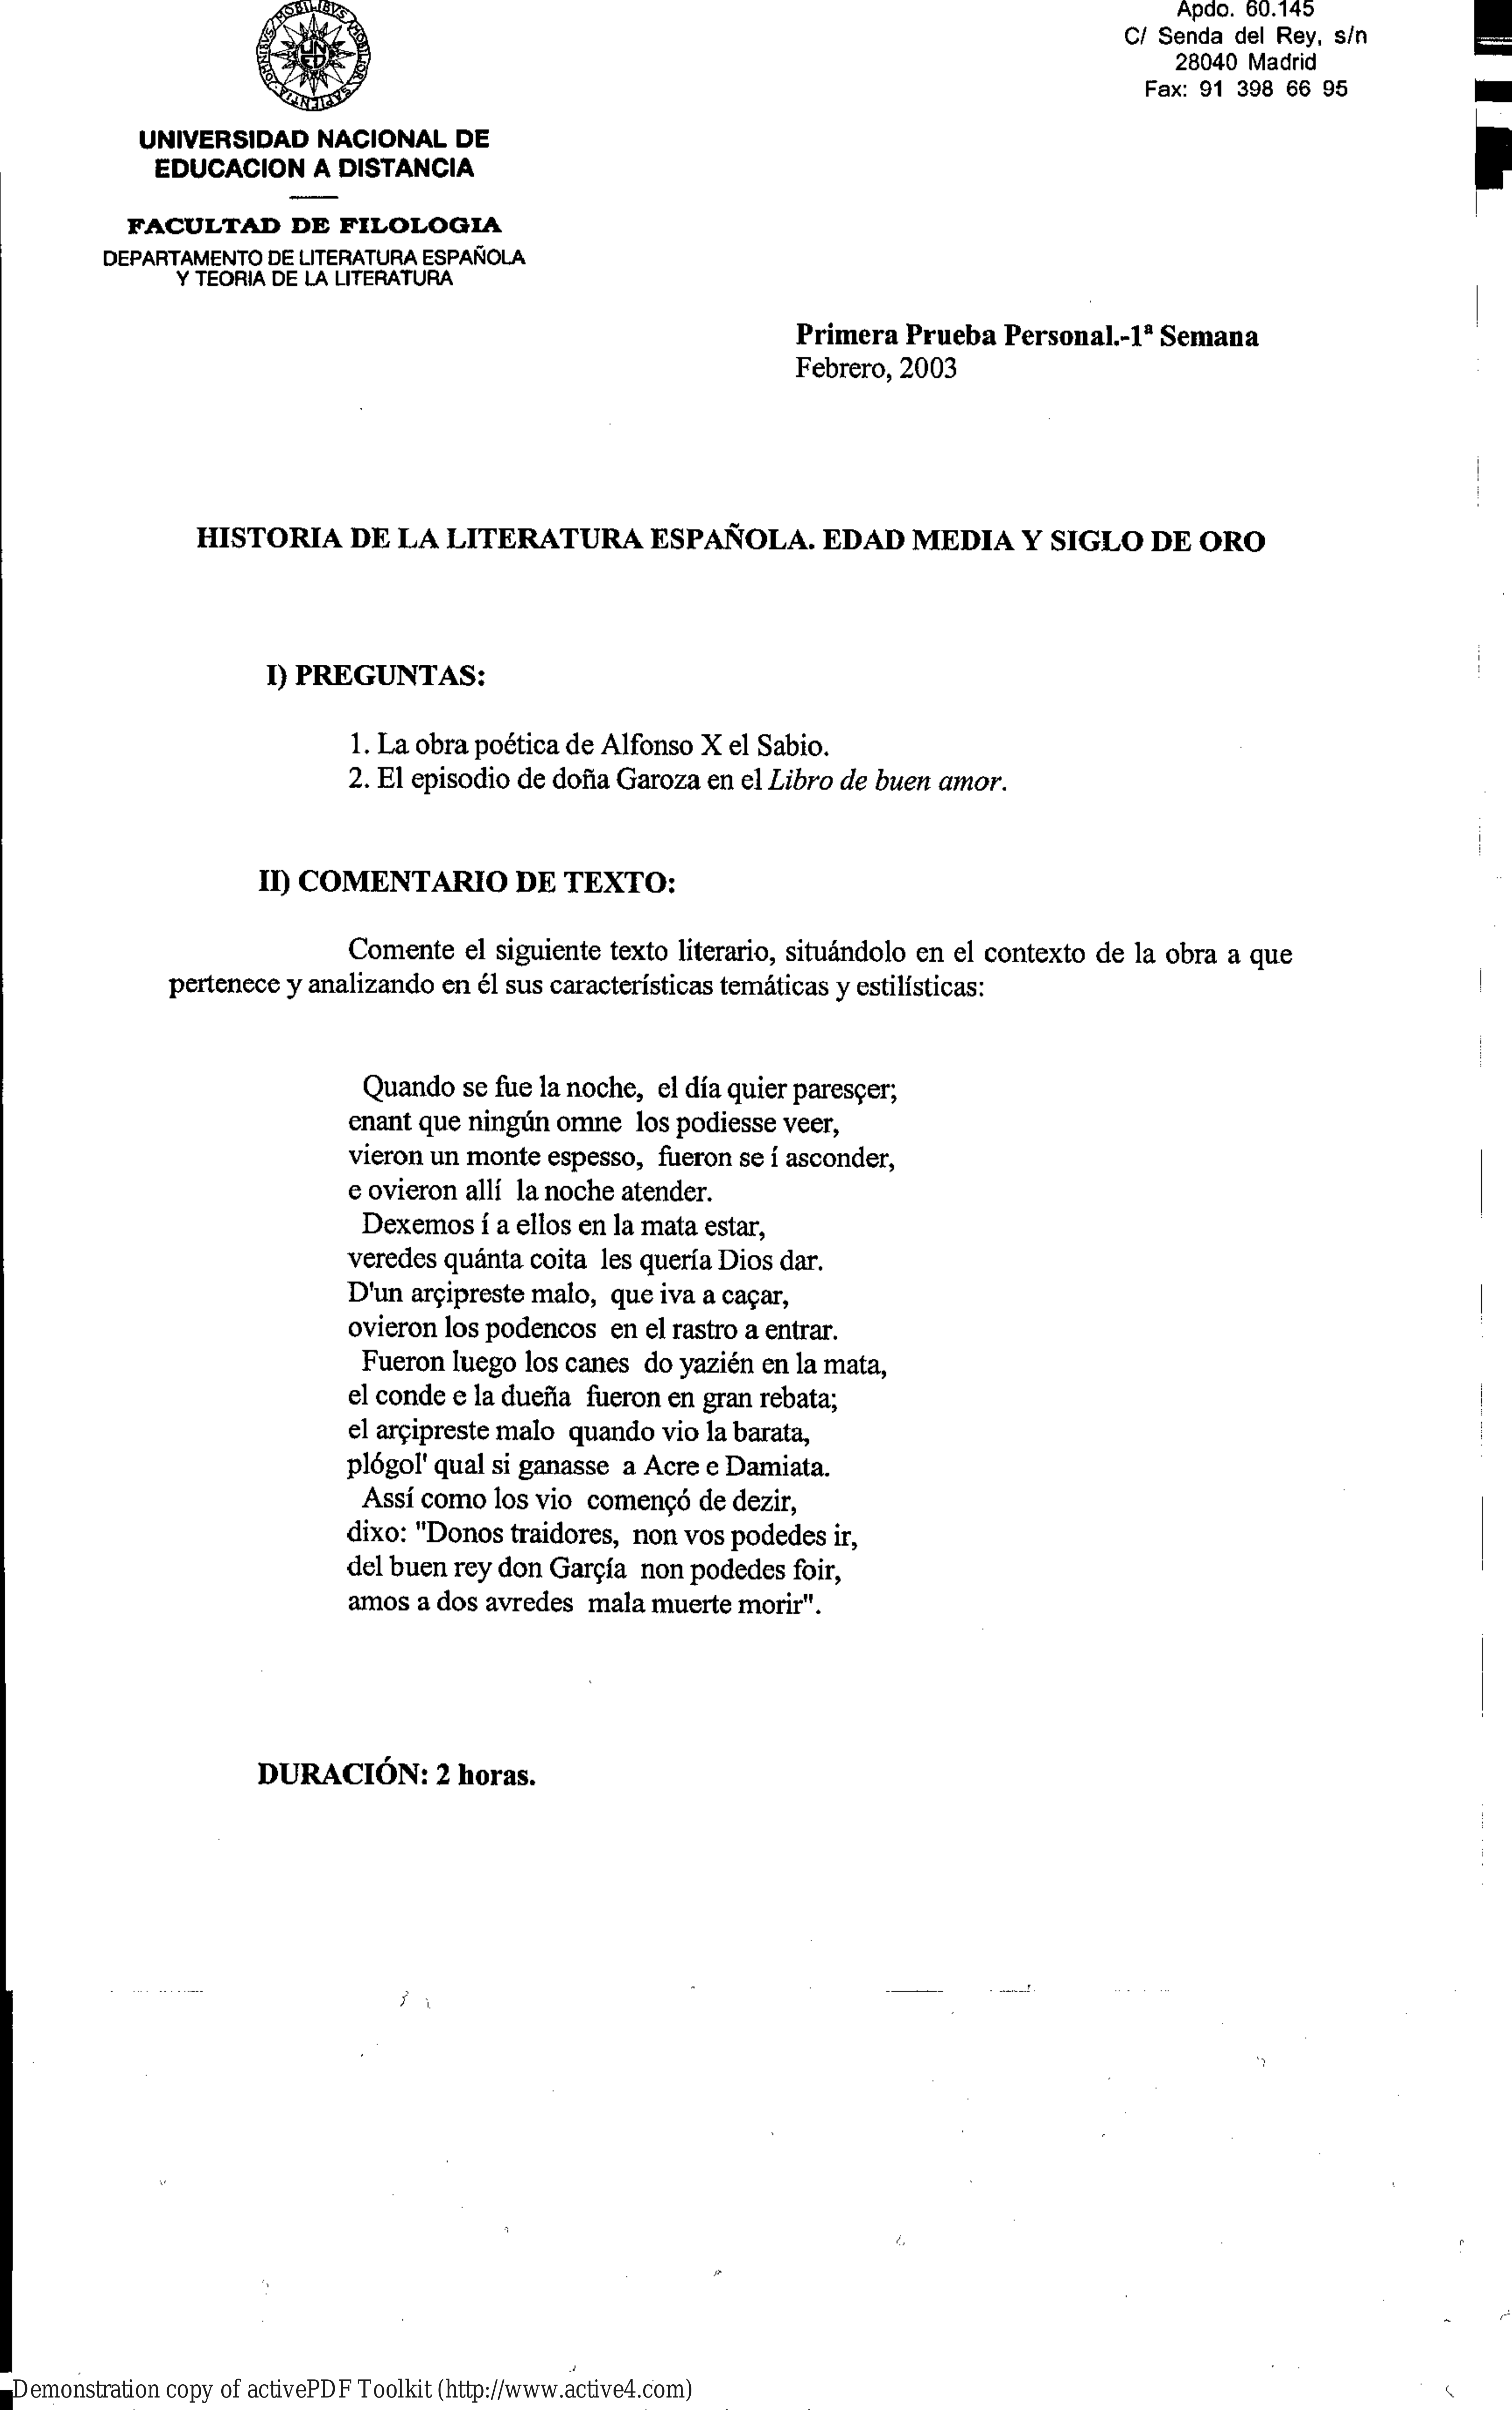 OMNIBVS MOBILIBVS MOBILIOR SAPIENTIA
UN
ED
UNIVERSIDAD NACIONAL DE
EDUCACION A DISTANCIA
FACULTAD DE FILOLOGIA
DEPARTAMENTO DE LITERATURA ESPAÑOLA
Y TEORIA DE LA LITERATURA
Apdo. 60.145
C/ Senda del Rey, s/n
28040 Madrid
Fax: 91 398 66 95
Primera Prueba Personal.-1ª Semana
Febrero, 2003
HISTORIA DE LA LITERATURA ESPAÑOLA. EDAD MEDIA Y SIGLO DE ORO
I) PREGUNTAS:
1. La obra poética de Alfonso X el Sabio.
2. El episodio de doña Garoza en el Libro de buen amor.
II) COMENTARIO DE TEXTO:
Comente el siguiente texto literario, situándolo en el contexto de la obra a que
pertenece y analizando en él sus características temáticas y estilísticas:
Quando se fue la noche, el día quier paresçer;
enant que ningún omne los podiesse veer,
vieron un monte espesso, fueron se í asconder,
e ovieron allí la noche atender.
Dexemos í a ellos en la mata estar,
veredes quánta coita les quería Dios dar.
D'un arçipreste malo, que iva a caçar,
ovieron los podencos en el rastro a entrar.
Fueron luego los canes do yazién en la mata,
el conde e la dueña fueron en gran rebata;
el arçipreste malo quando vio la barata,
plógol' qual si ganasse a Acre e Damiata.
Assí como los vio començó de dezir,
dixo: "Donos traidores, non vos podedes ir,
del buen rey don Garçía non podedes foir,
amos a dos avredes mala muerte morir".
DURACIÓN: 2 horas.
Demonstration copy of activePDF Toolkit (http://www.active4.com)